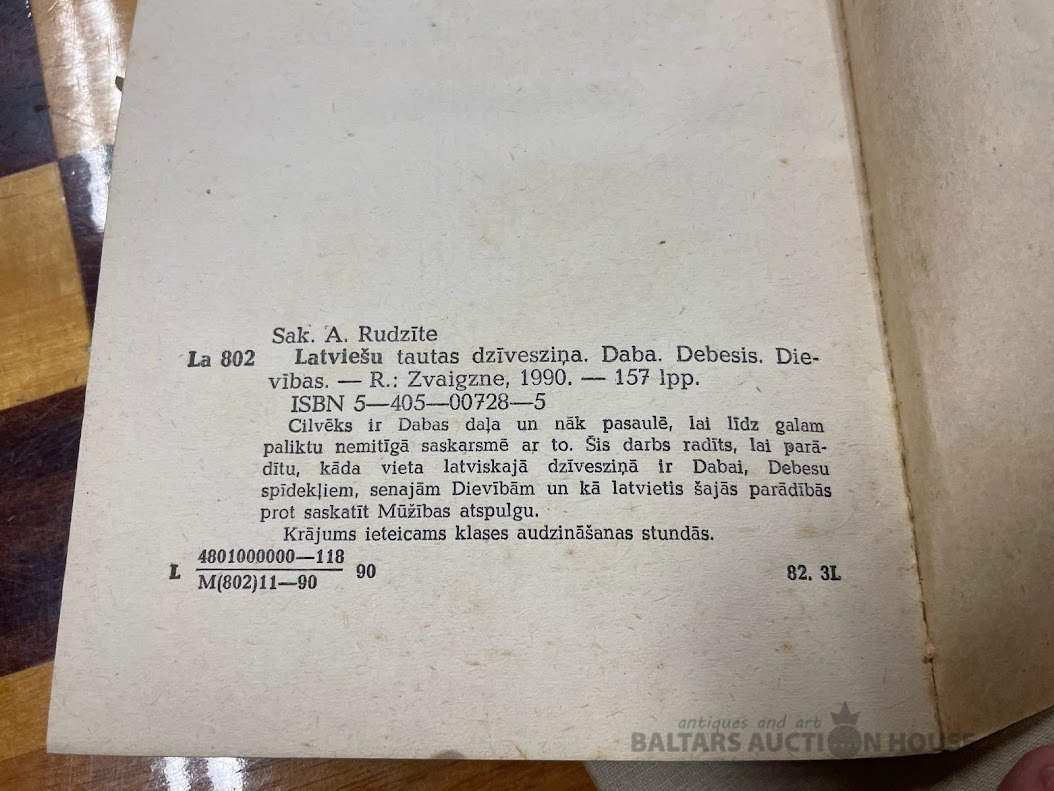 Sak. A. Rudzīte
La 802 Latviešu tautas dzīvesziņa. Daba. Debesis. Die-
vības. — R.: Zvaigzne, 1990. — 157 lpp.
ISBN 5—405—00728—5
Cilvēks ir Dabas daļa un nāk pasaulē, lai līdz galam
paliktu nemitīgā saskarsmē ar to. Šis darbs radīts, lai parā-
dītu, kāda vieta latviskajā dzīvesziņā ir Dabai, Debesu
spīdekļiem, senajām Dievībām un kā latvietis šajās parādībās
prot saskatīt Mūžības atspulgu.
Krājums ieteicams klases audzināšanas stundās.
4801000000—118
L M(802)11—90 90 82. 3L
antiques and art
BALTARS AUCTION HOUSE